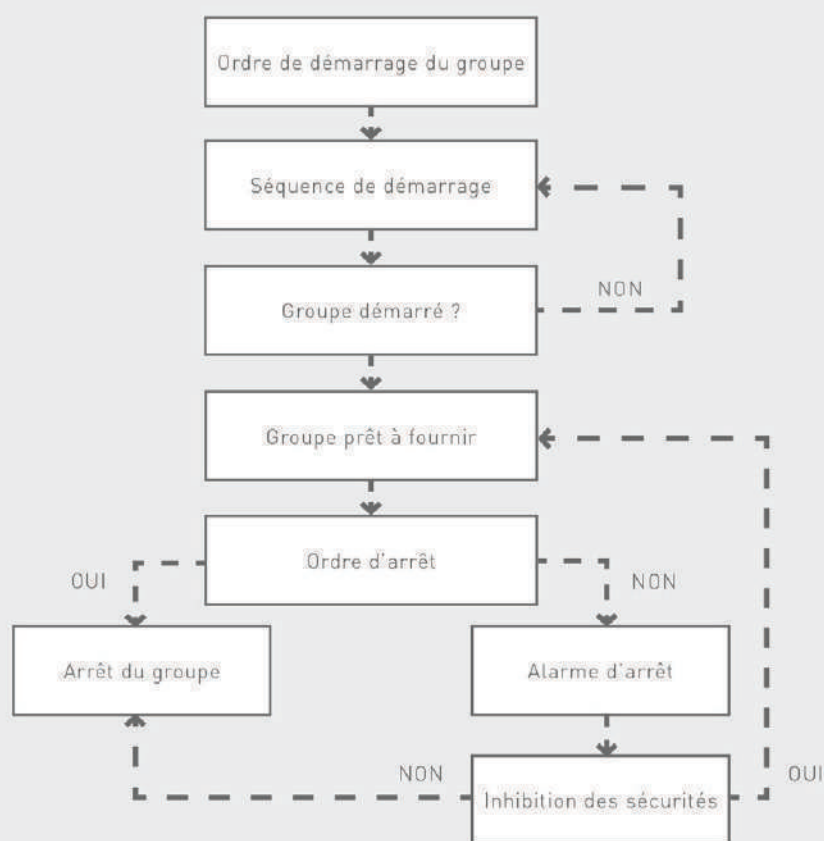 Ordre de démarrage du groupe
Séquence de démarrage
NON
Groupe démarré ?
Groupe prêt à fournir
Ordre d'arrêt
OUI
NON
Arrêt du groupe
Alarme d'arrêt
NON
OUI
Inhibition des sécurités